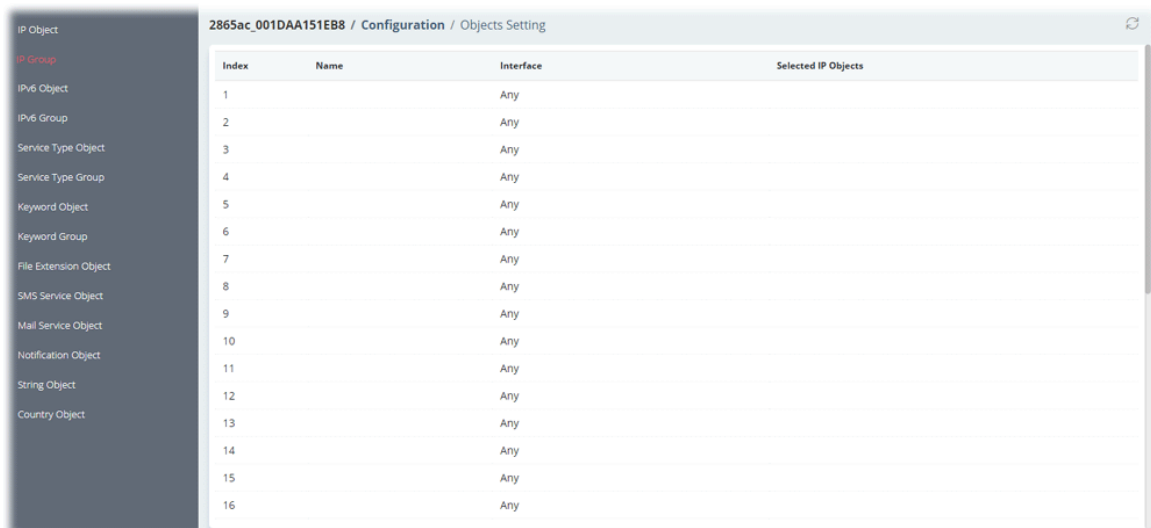 IP Object
IP Group
IPv6 Object
IPv6 Group
Service Type Object
Service Type Group
Keyword Object
Keyword Group
File Extension Object
SMS Service Object
Mail Service Object
Notification Object
String Object
Country Object
2865ac_001DAA151EB8 / Configuration / Objects Setting
Index Name Interface Selected IP Objects
1 Any
2 Any
3 Any
4 Any
5 Any
6 Any
7 Any
8 Any
9 Any
10 Any
11 Any
12 Any
13 Any
14 Any
15 Any
16 Any